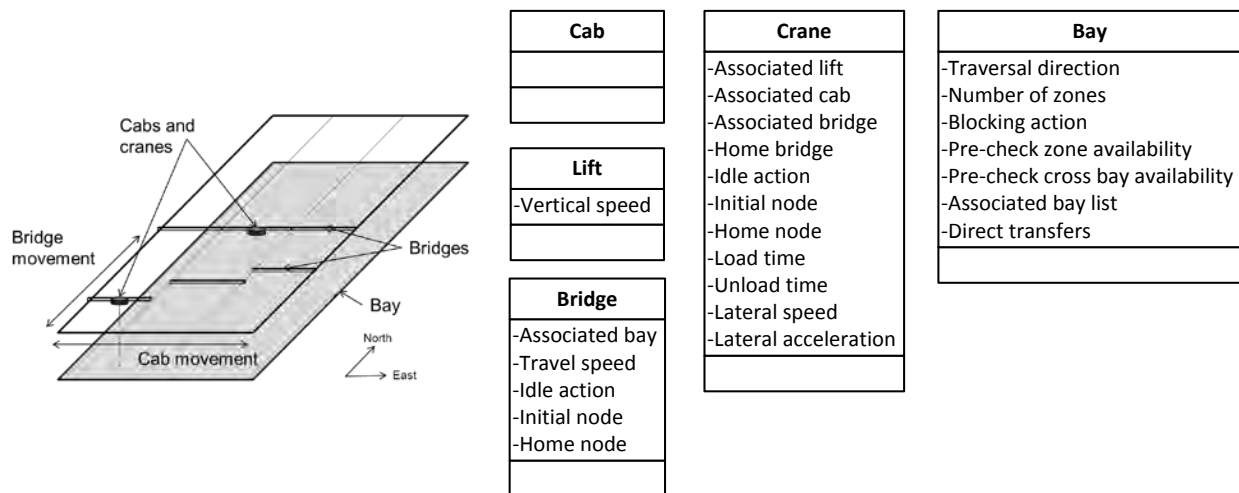 Cabs and
cranes
Bridge
movement
Bridges
Bay
Cab movement
North
East
Cab
Lift
-Vertical speed
Bridge
-Associated bay
-Travel speed
-Idle action
-Initial node
-Home node
Crane
-Associated lift
-Associated cab
-Associated bridge
-Home bridge
-Idle action
-Initial node
-Home node
-Load time
-Unload time
-Lateral speed
-Lateral acceleration
Bay
-Traversal direction
-Number of zones
-Blocking action
-Pre-check zone availability
-Pre-check cross bay availability
-Associated bay list
-Direct transfers